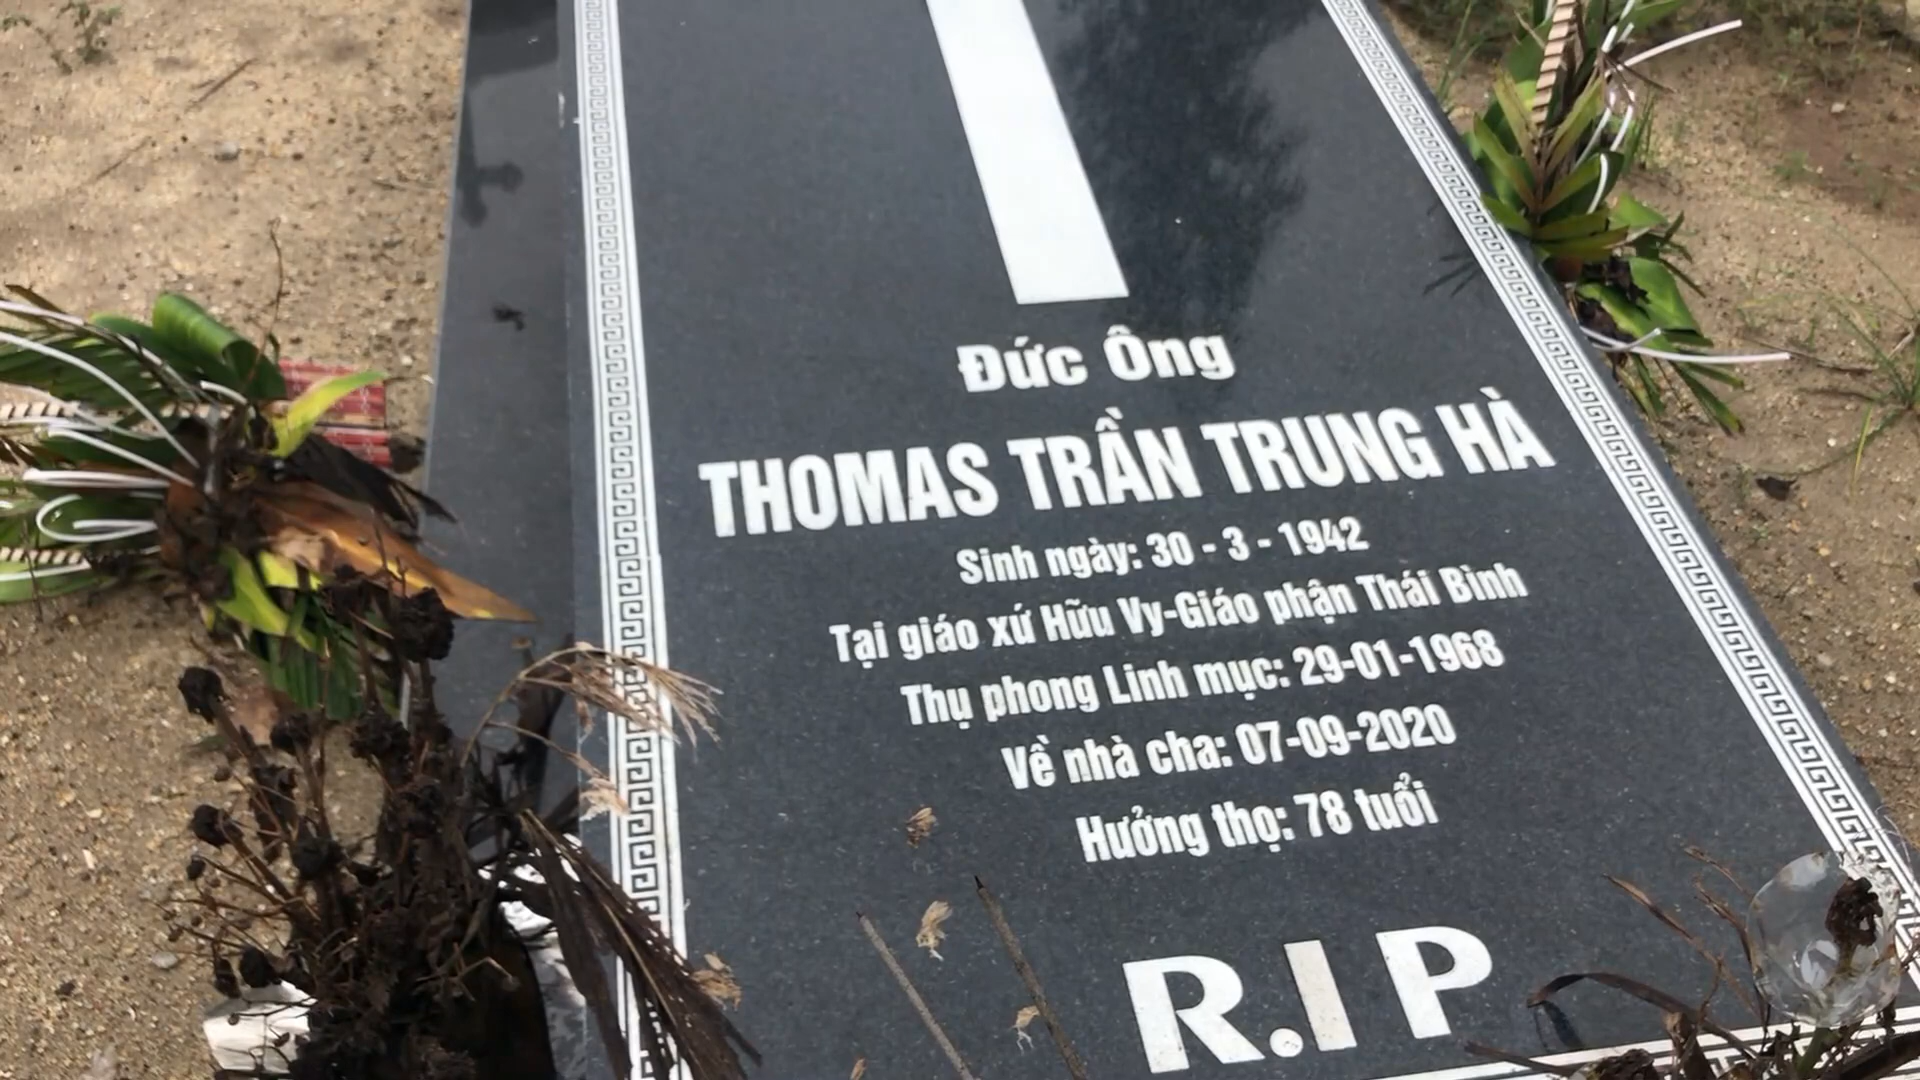 Đức Ông
THOMAS TRẦN TRUNG HÀ
Sinh ngày: 30 - 3 - 1942
Tại giáo xứ Hữu Vy-Giáo phận Thái Bình
Thụ phong Linh mục: 29-01-1968
Về nhà cha: 07-09-2020
Hưởng thọ: 78 tuổi
R.I P